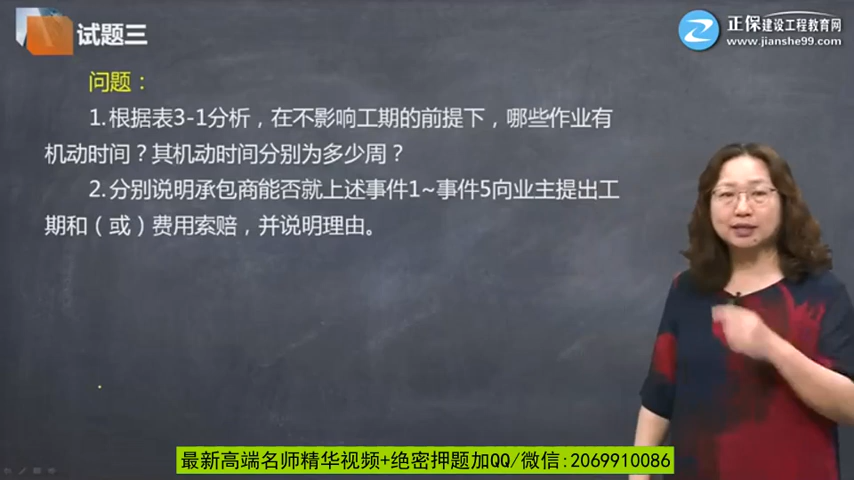 试题三
正保建设工程教育网
www.jianshe99.com
问题：
1.根据表3-1分析，在不影响工期的前提下，哪些作业有
机动时间？其机动时间分别为多少周？
2.分别说明承包商能否就上述事件1~事件5向业主提出工
期和（或）费用索赔，并说明理由。
最新高端名师精华视频+绝密押题加QQ/微信:2069910086